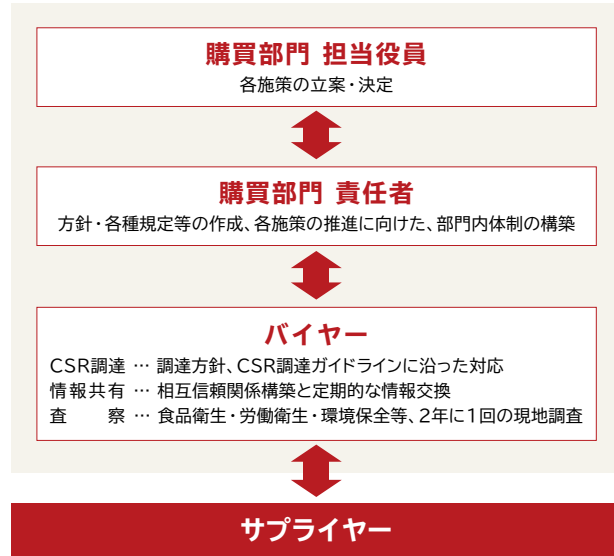 購買部門 担当役員
各施策の立案・決定
購買部門 責任者
方針・各種規定等の作成、各施策の推進に向けた、部門内体制の構築
バイヤー
CSR調達 … 調達方針、CSR調達ガイドラインに沿った対応
情報共有 … 相互信頼関係構築と定期的な情報交換
査　　察 … 食品衛生・労働衛生・環境保全等、2年に1回の現地調査
サプライヤー